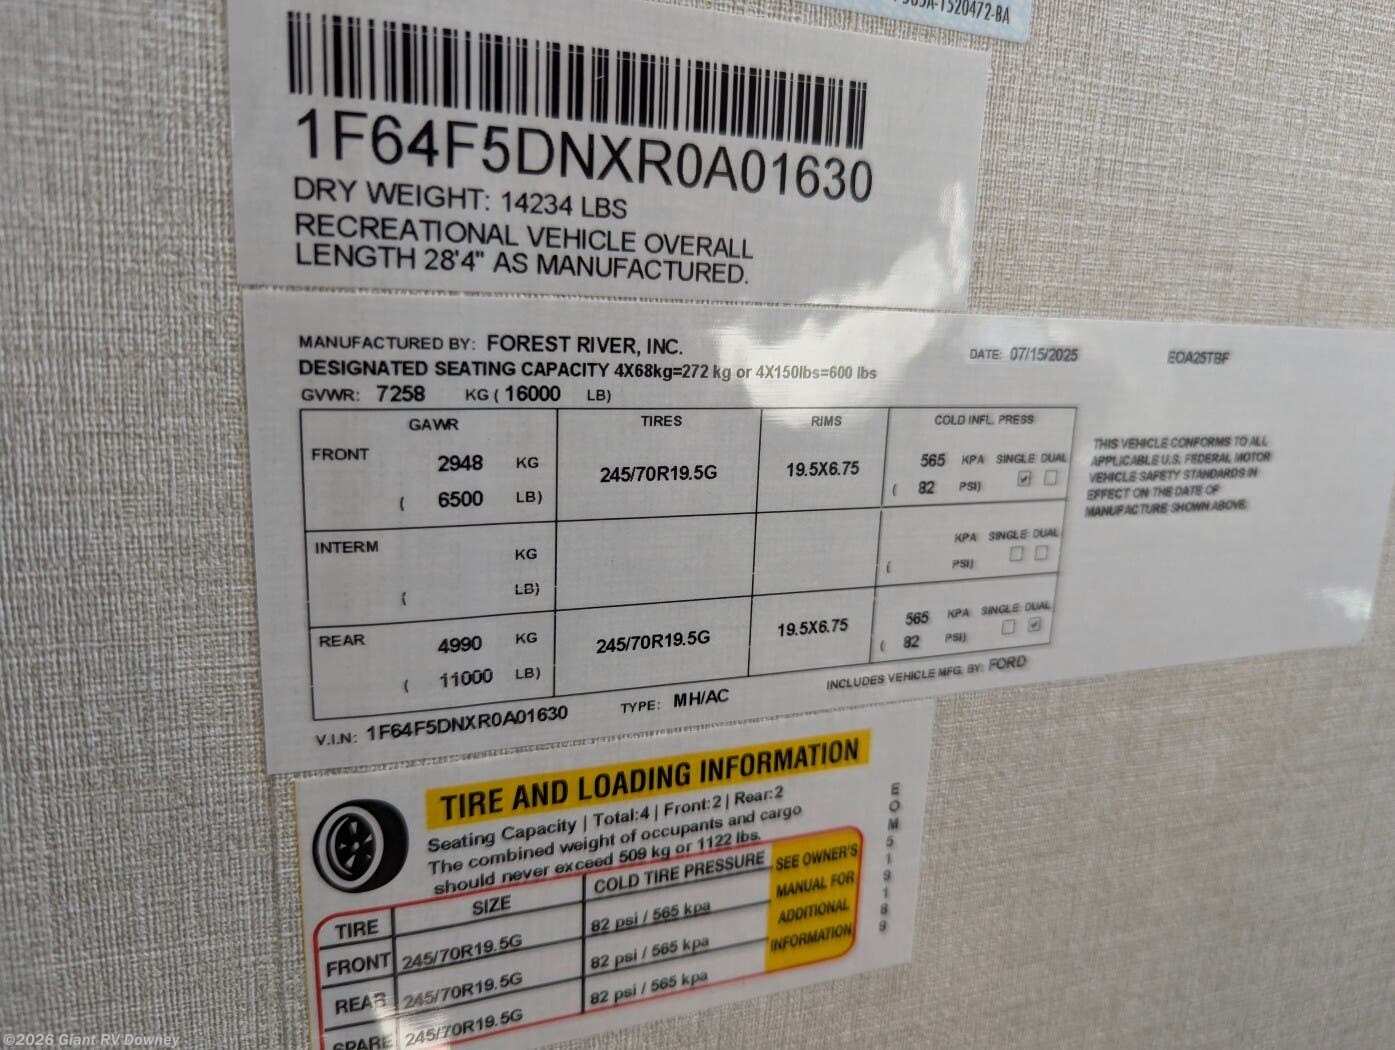 -1520472-BA
1F64F5DNXR0A01630
DRY WEIGHT: 14234 LBS
RECREATIONAL VEHICLE OVERALL
LENGTH 28'4" AS MANUFACTURED.
MANUFACTURED BY: FOREST RIVER, INC. DATE: 07/15/2025 EOA25TBF
DESIGNATED SEATING CAPACITY 4X68kg=272 kg or 4X150lbs=600 lbs
GVWR: 7258 KG ( 16000 LB)
GAWR TIRES RIMS COLD INFL. PRESS.
FRONT 2948 KG 245/70R19.5G 19.5X6.75 565 KPA SINGLE DUAL
( 6500 LB) ( 82 PSI)
INTERM KG KPA SINGLE DUAL
( LB) ( PSI)
REAR 4990 KG 245/70R19.5G 19.5X6.75 565 KPA SINGLE DUAL
( 11000 LB) ( 82 PSI)
THIS VEHICLE CONFORMS TO ALL
APPLICABLE U.S. FEDERAL MOTOR
VEHICLE SAFETY STANDARDS IN
EFFECT ON THE DATE OF
MANUFACTURE SHOWN ABOVE.
V.I.N: 1F64F5DNXR0A01630 TYPE: MH/AC INCLUDES VEHICLE MFG. BY: FORD
TIRE AND LOADING INFORMATION
Seating Capacity | Total:4 | Front:2 | Rear:2
The combined weight of occupants and cargo
should never exceed 509 kg or 1122 lbs.
TIRE SIZE COLD TIRE PRESSURE
FRONT 245/70R19.5G 82 psi / 565 kpa
REAR 245/70R19.5G 82 psi / 565 kpa
SPARE 245/70R19.5G 82 psi / 565 kpa
SEE OWNER'S
MANUAL FOR
ADDITIONAL
INFORMATION
EOM519189
©2026 Giant RV Downey